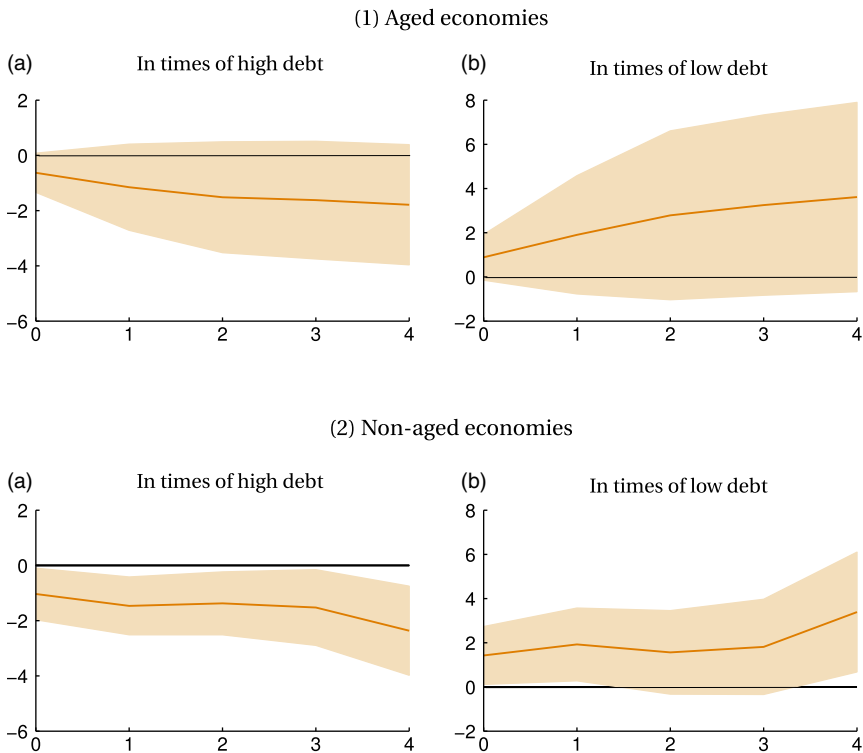 (1) Aged economies
(a)
In times of high debt
2
0
−2
−4
−6
0 1 2 3 4
(b)
In times of low debt
8
6
4
2
0
−2
0 1 2 3 4
(2) Non-aged economies
(a)
In times of high debt
2
0
−2
−4
−6
0 1 2 3 4
(b)
In times of low debt
8
6
4
2
0
−2
0 1 2 3 4